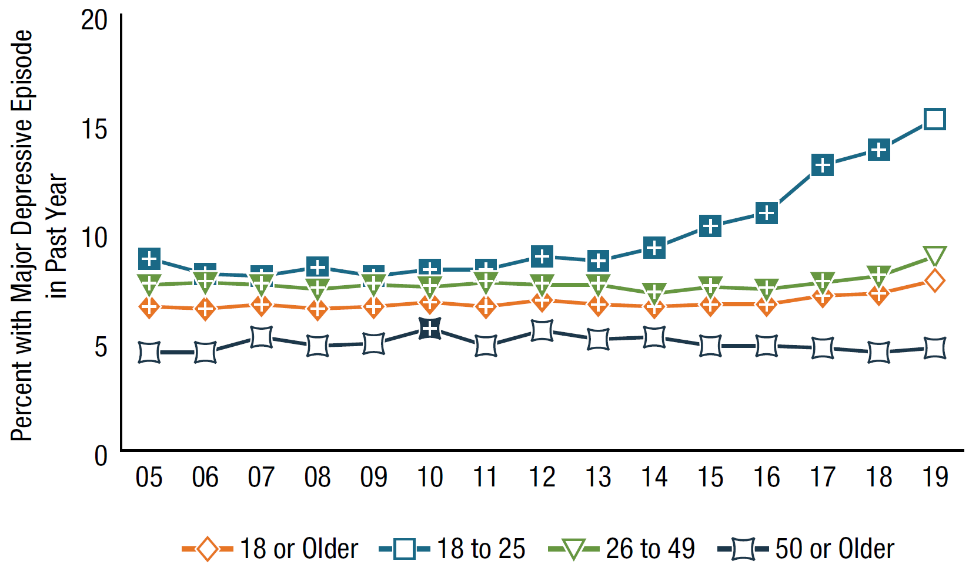 Percent with Major Depressive Episode
in Past Year
20
15
10
5
0
05 06 07 08 09 10 11 12 13 14 15 16 17 18 19
18 or Older 18 to 25 26 to 49 50 or Older